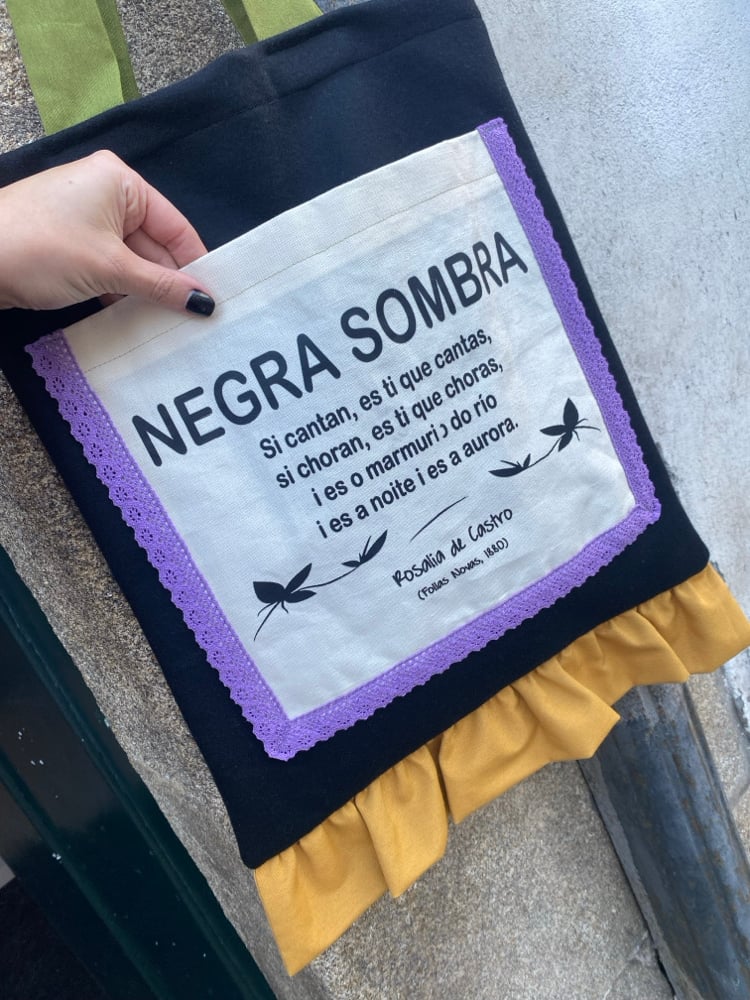 NEGRA SOMBRA
Si cantan, es ti que cantas,
si choran, es ti que choras,
i es o marmurio do río
i es a noite i es a aurora.
Rosalía de Castro
(Follas Novas, 1880)